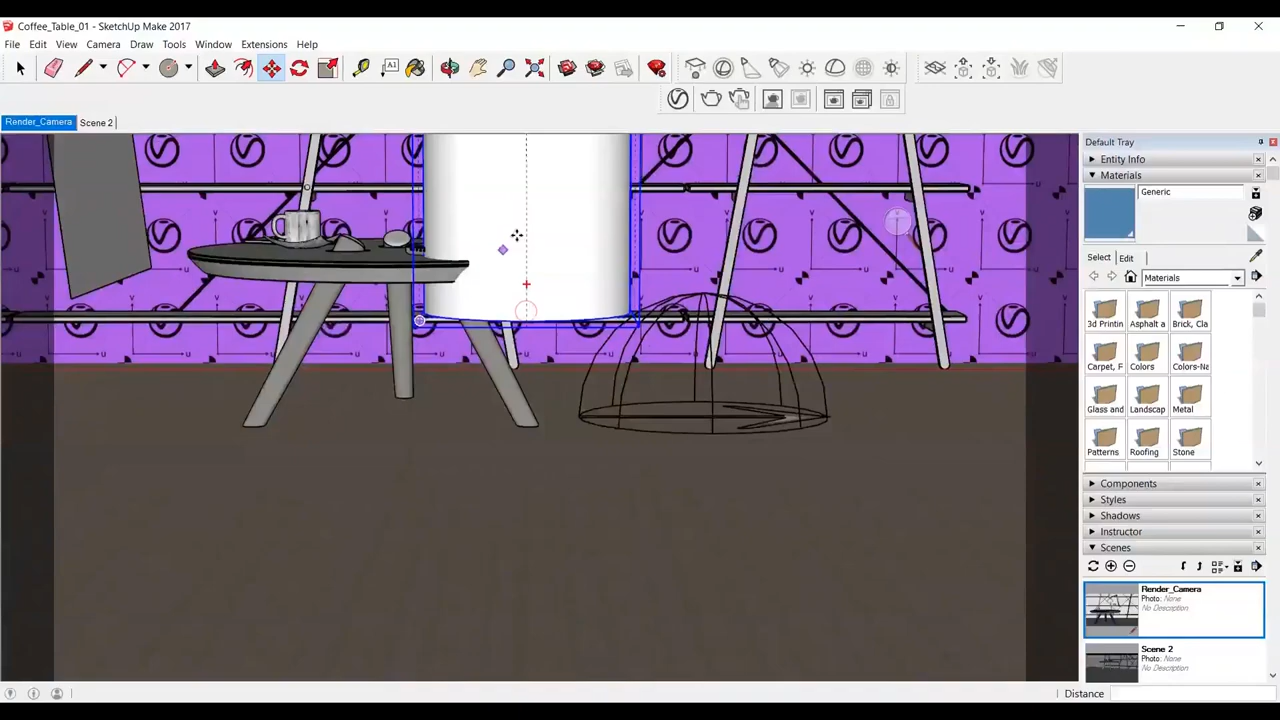 Coffee_Table_01 - SketchUp Make 2017
File Edit View Camera Draw Tools Window Extensions Help
Render_Camera Scene 2
Default Tray
Entity Info
Materials
Generic
Select Edit
Materials
3d Printin Asphalt a Brick, Cla
Carpet, F Colors Colors-Na
Glass and Landscap Metal
Patterns Roofing Stone
Components
Styles
Shadows
Instructor
Scenes
Render_Camera
Photo: None
No Description
Scene 2
Photo: None
No Description
Distance